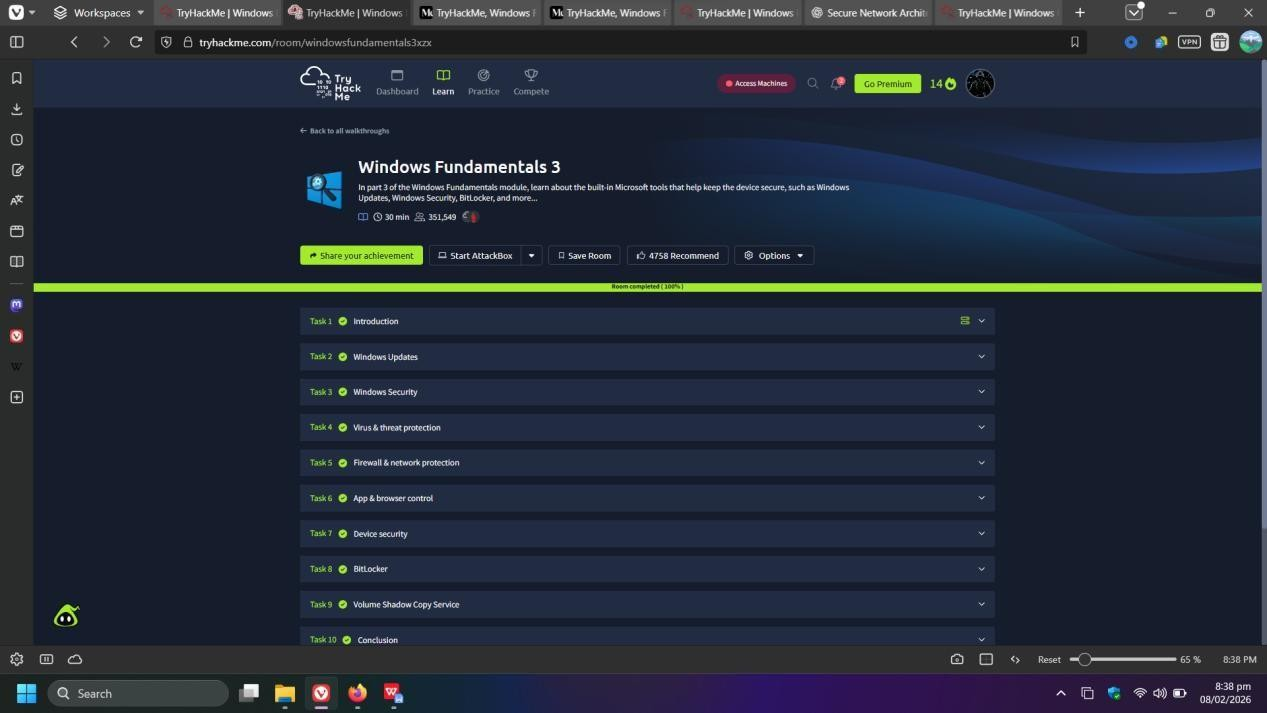 Workspaces
TryHackMe | Windows
TryHackMe | Windows
TryHackMe, Windows F
TryHackMe, Windows F
TryHackMe | Windows
Secure Network Archit
TryHackMe | Windows
tryhackme.com/room/windowsfundamentals3xzx
VPN
Try
Hack
Me
Dashboard
Learn
Practice
Compete
Access Machines
Go Premium
14
Back to all walkthroughs
Windows Fundamentals 3
In part 3 of the Windows Fundamentals module, learn about the built-in Microsoft tools that help keep the device secure, such as Windows
Updates, Windows Security, BitLocker, and more...
30 min
351,549
Share your achievement
Start AttackBox
Save Room
4758 Recommend
Options
Room completed ( 100% )
Task 1 Introduction
Task 2 Windows Updates
Task 3 Windows Security
Task 4 Virus & threat protection
Task 5 Firewall & network protection
Task 6 App & browser control
Task 7 Device security
Task 8 BitLocker
Task 9 Volume Shadow Copy Service
Task 10 Conclusion
Reset
65 %
8:38 PM
Search
8:38 pm
08/02/2026